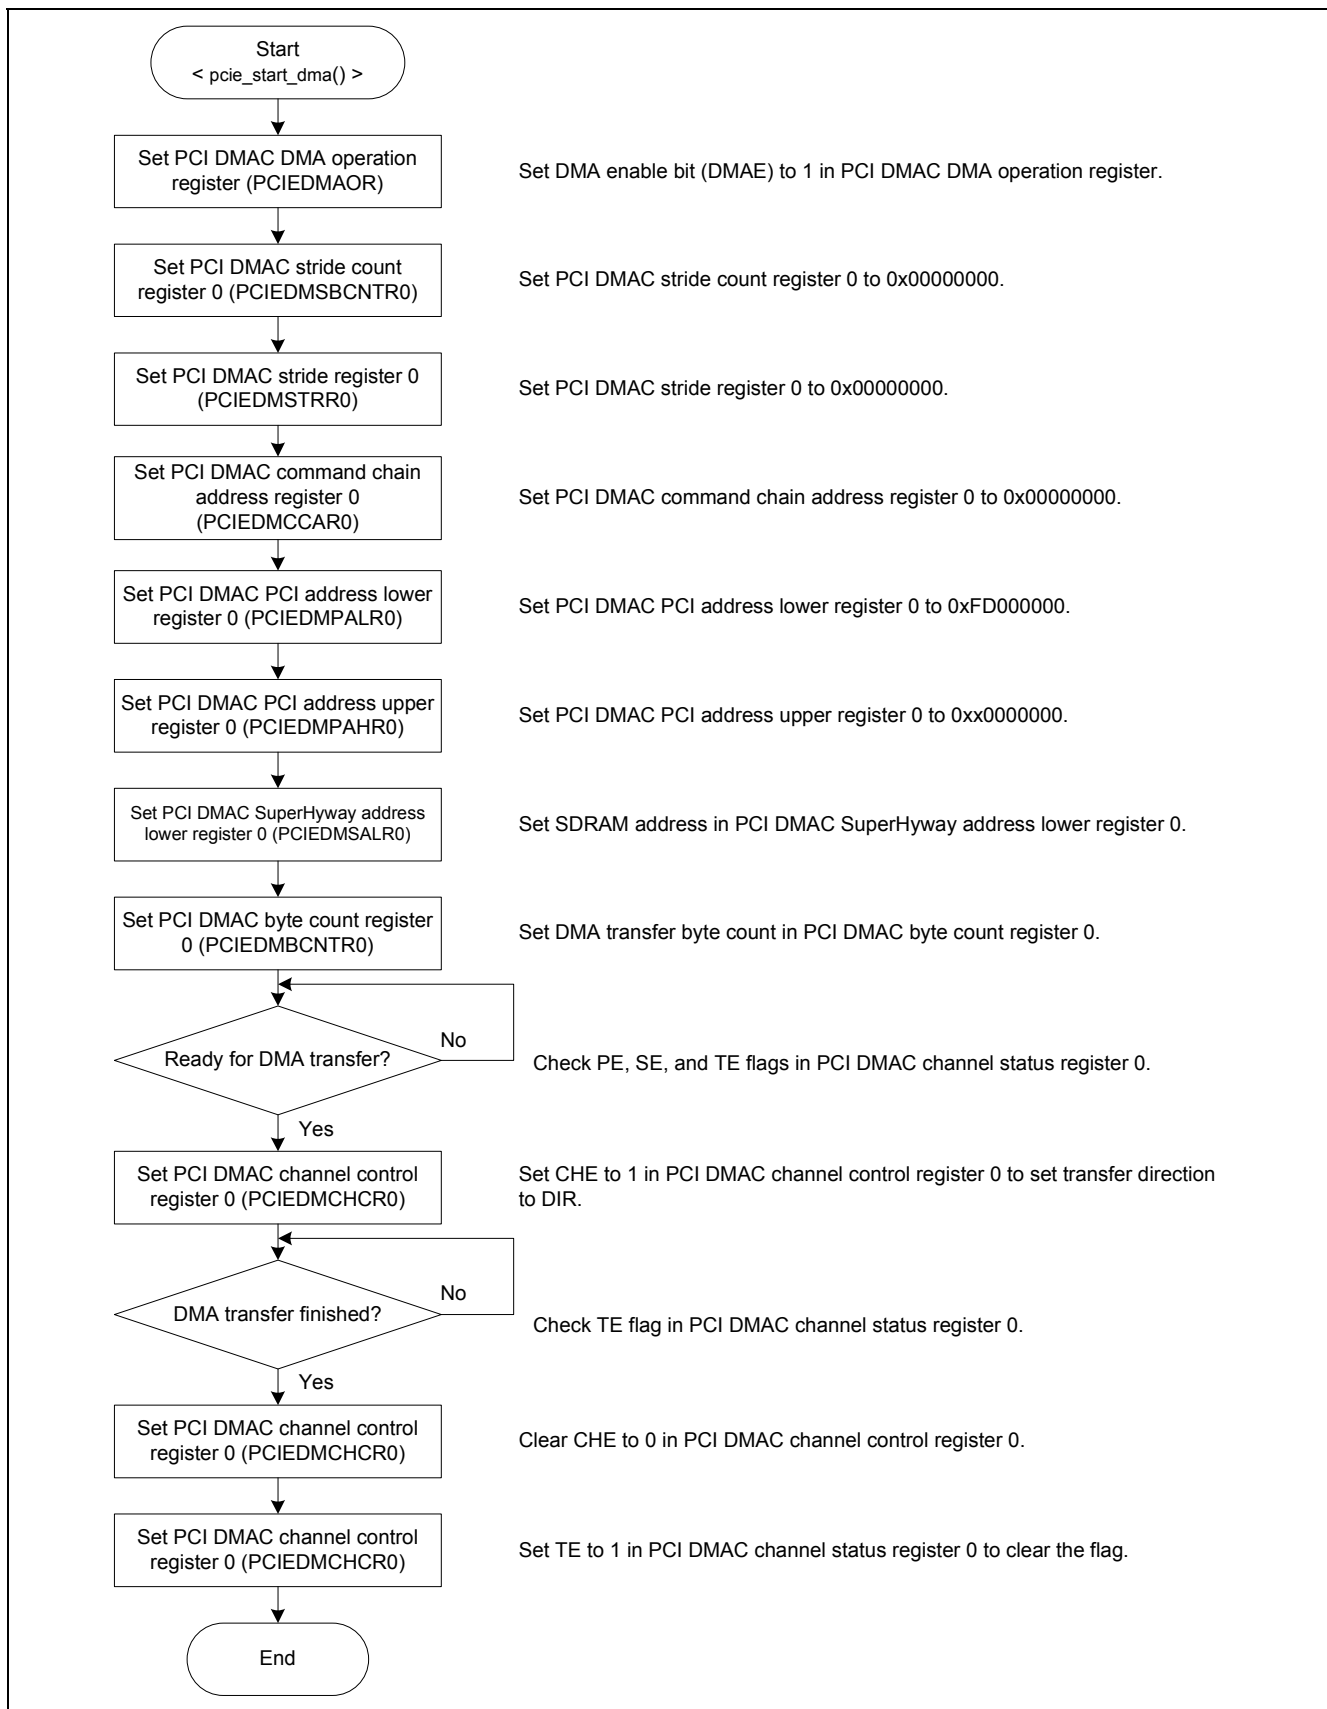 Start
< pcie_start_dma() >
Set PCI DMAC DMA operation
register (PCIEDMAOR)
Set DMA enable bit (DMAE) to 1 in PCI DMAC DMA operation register.
Set PCI DMAC stride count
register 0 (PCIEDMSBCNTR0)
Set PCI DMAC stride count register 0 to 0x00000000.
Set PCI DMAC stride register 0
(PCIEDMSTRR0)
Set PCI DMAC stride register 0 to 0x00000000.
Set PCI DMAC command chain
address register 0
(PCIEDMCCAR0)
Set PCI DMAC command chain address register 0 to 0x00000000.
Set PCI DMAC PCI address lower
register 0 (PCIEDMPALR0)
Set PCI DMAC PCI address lower register 0 to 0xFD000000.
Set PCI DMAC PCI address upper
register 0 (PCIEDMPAHR0)
Set PCI DMAC PCI address upper register 0 to 0xx0000000.
Set PCI DMAC SuperHyway address
lower register 0 (PCIEDMSALR0)
Set SDRAM address in PCI DMAC SuperHyway address lower register 0.
Set PCI DMAC byte count register
0 (PCIEDMBCNTR0)
Set DMA transfer byte count in PCI DMAC byte count register 0.
Ready for DMA transfer?
No
Check PE, SE, and TE flags in PCI DMAC channel status register 0.
Yes
Set PCI DMAC channel control
register 0 (PCIEDMCHCR0)
Set CHE to 1 in PCI DMAC channel control register 0 to set transfer direction
to DIR.
DMA transfer finished?
No
Check TE flag in PCI DMAC channel status register 0.
Yes
Set PCI DMAC channel control
register 0 (PCIEDMCHCR0)
Clear CHE to 0 in PCI DMAC channel control register 0.
Set PCI DMAC channel control
register 0 (PCIEDMCHCR0)
Set TE to 1 in PCI DMAC channel status register 0 to clear the flag.
End